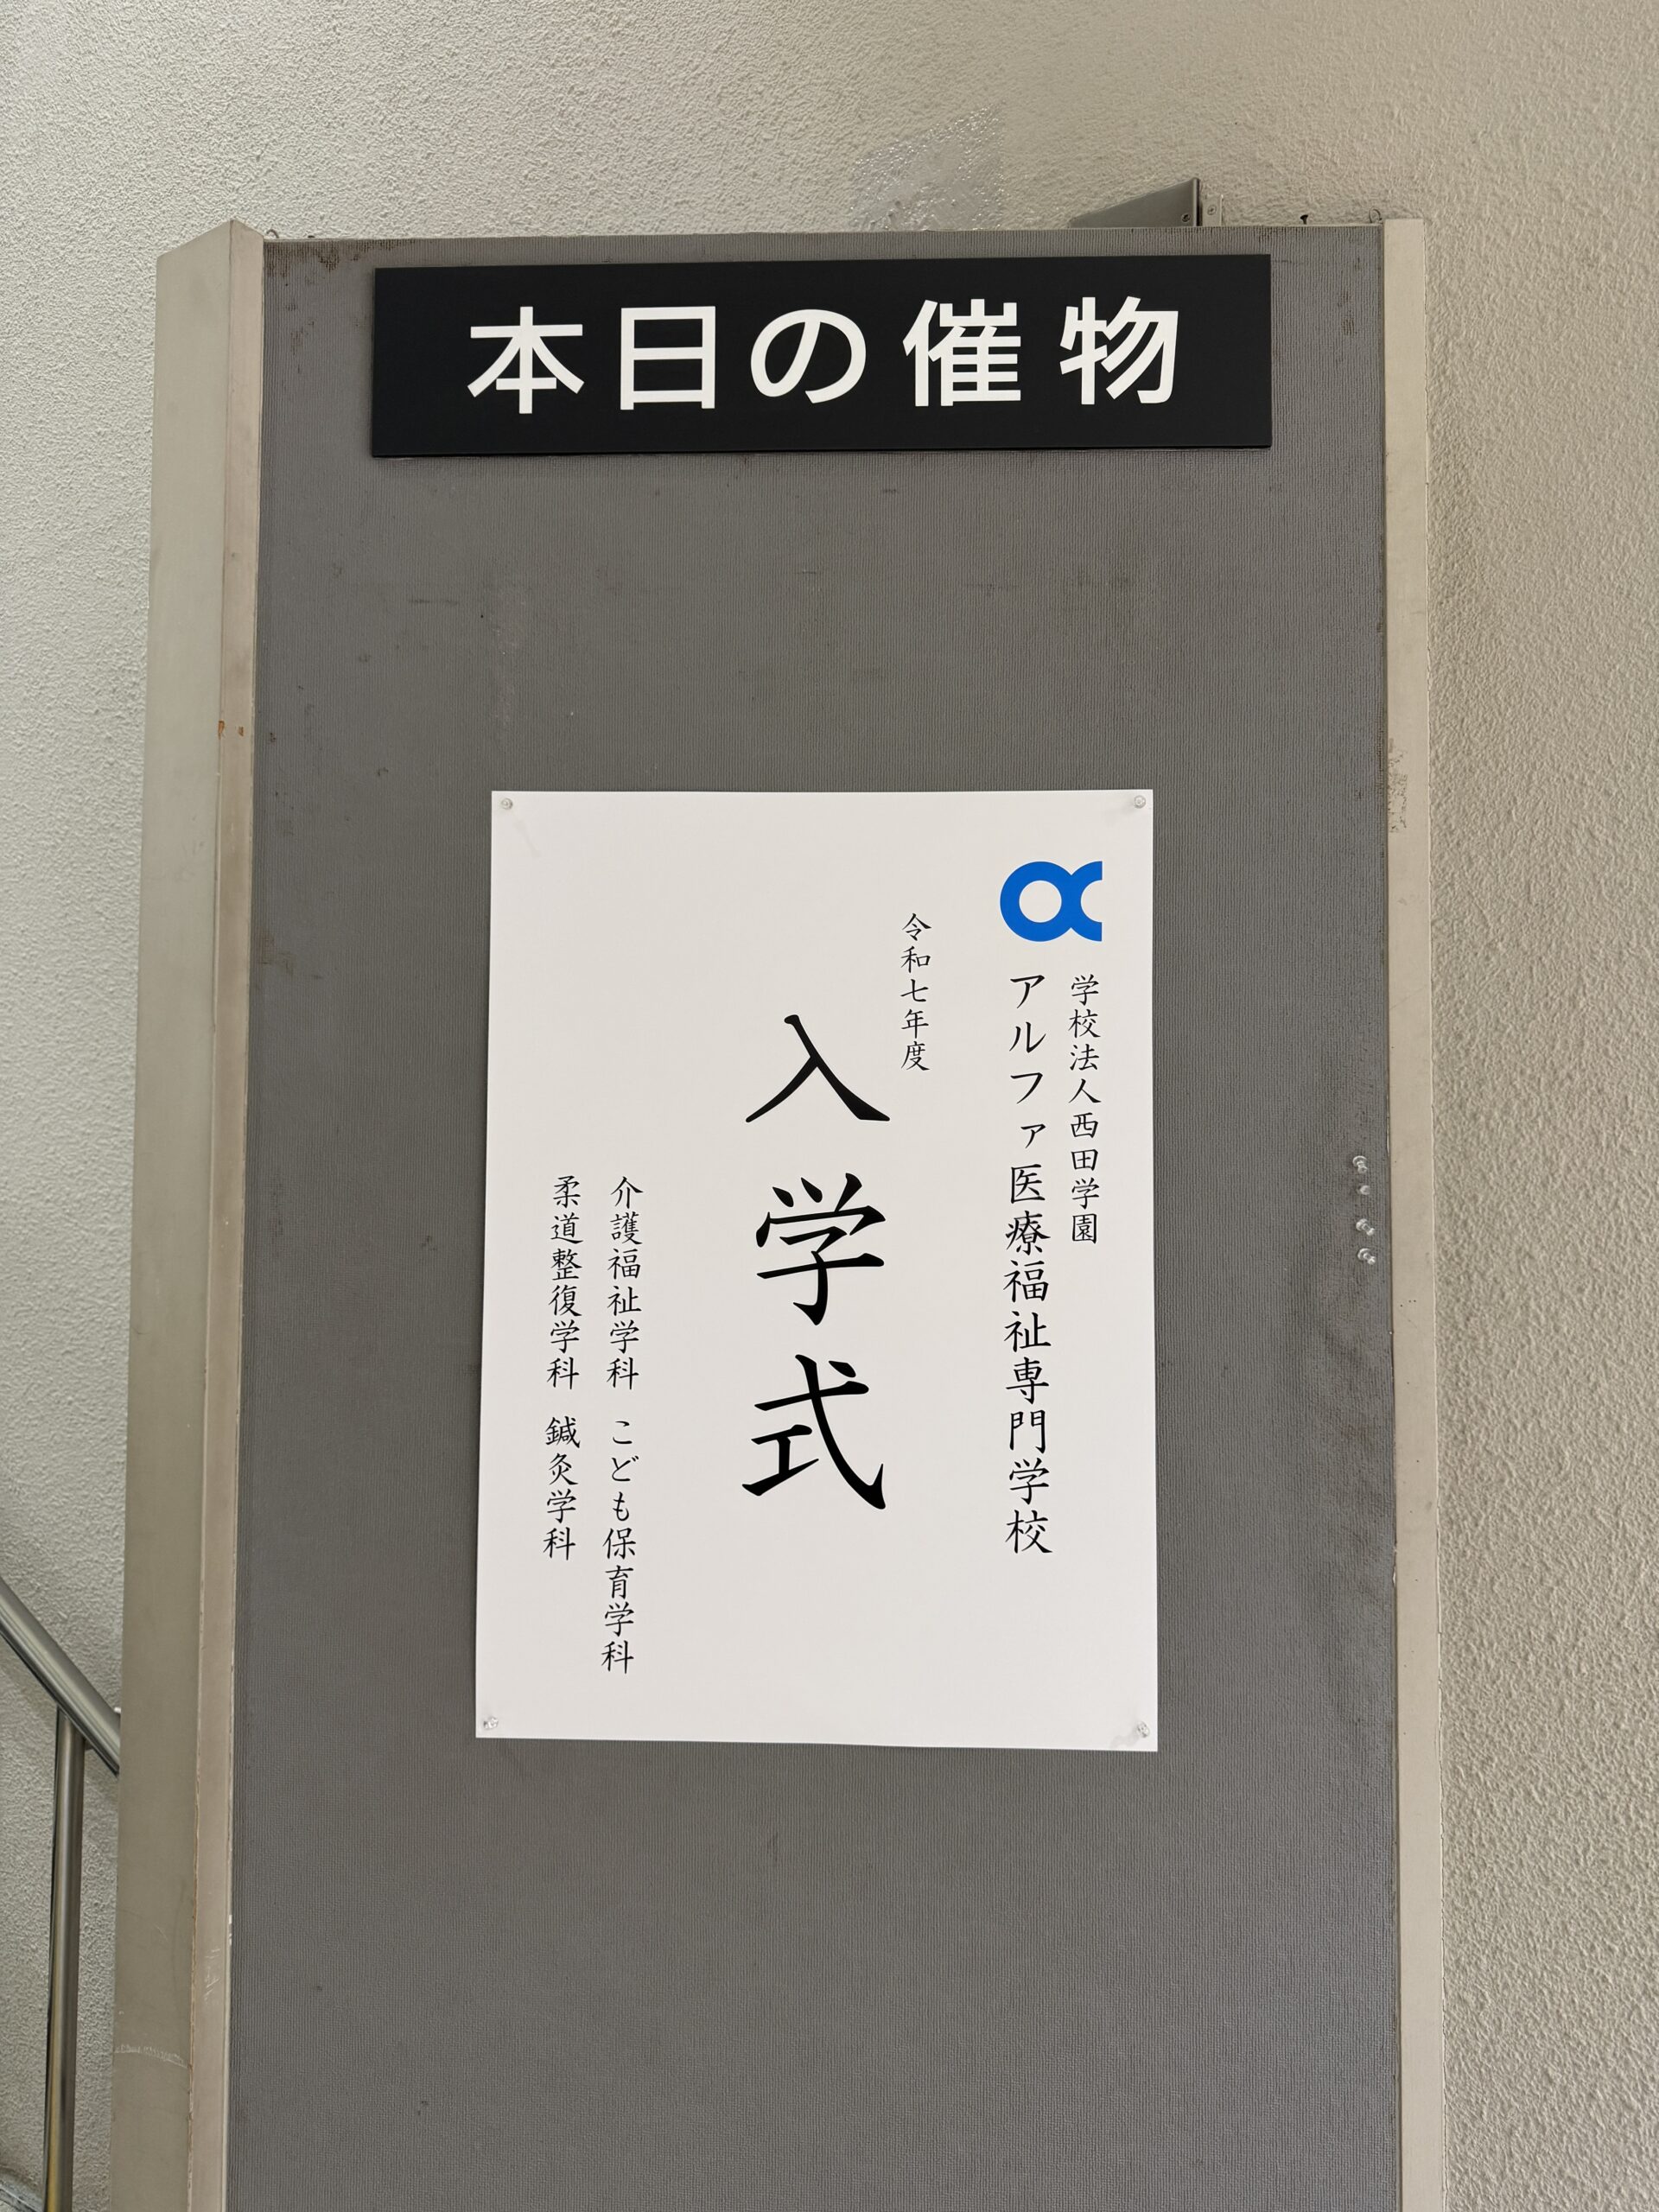 本日の催物
学校法人西田学園
アルファ医療福祉専門学校
令和七年度
入学式
介護福祉学科 こども保育学科
柔道整復学科 鍼灸学科